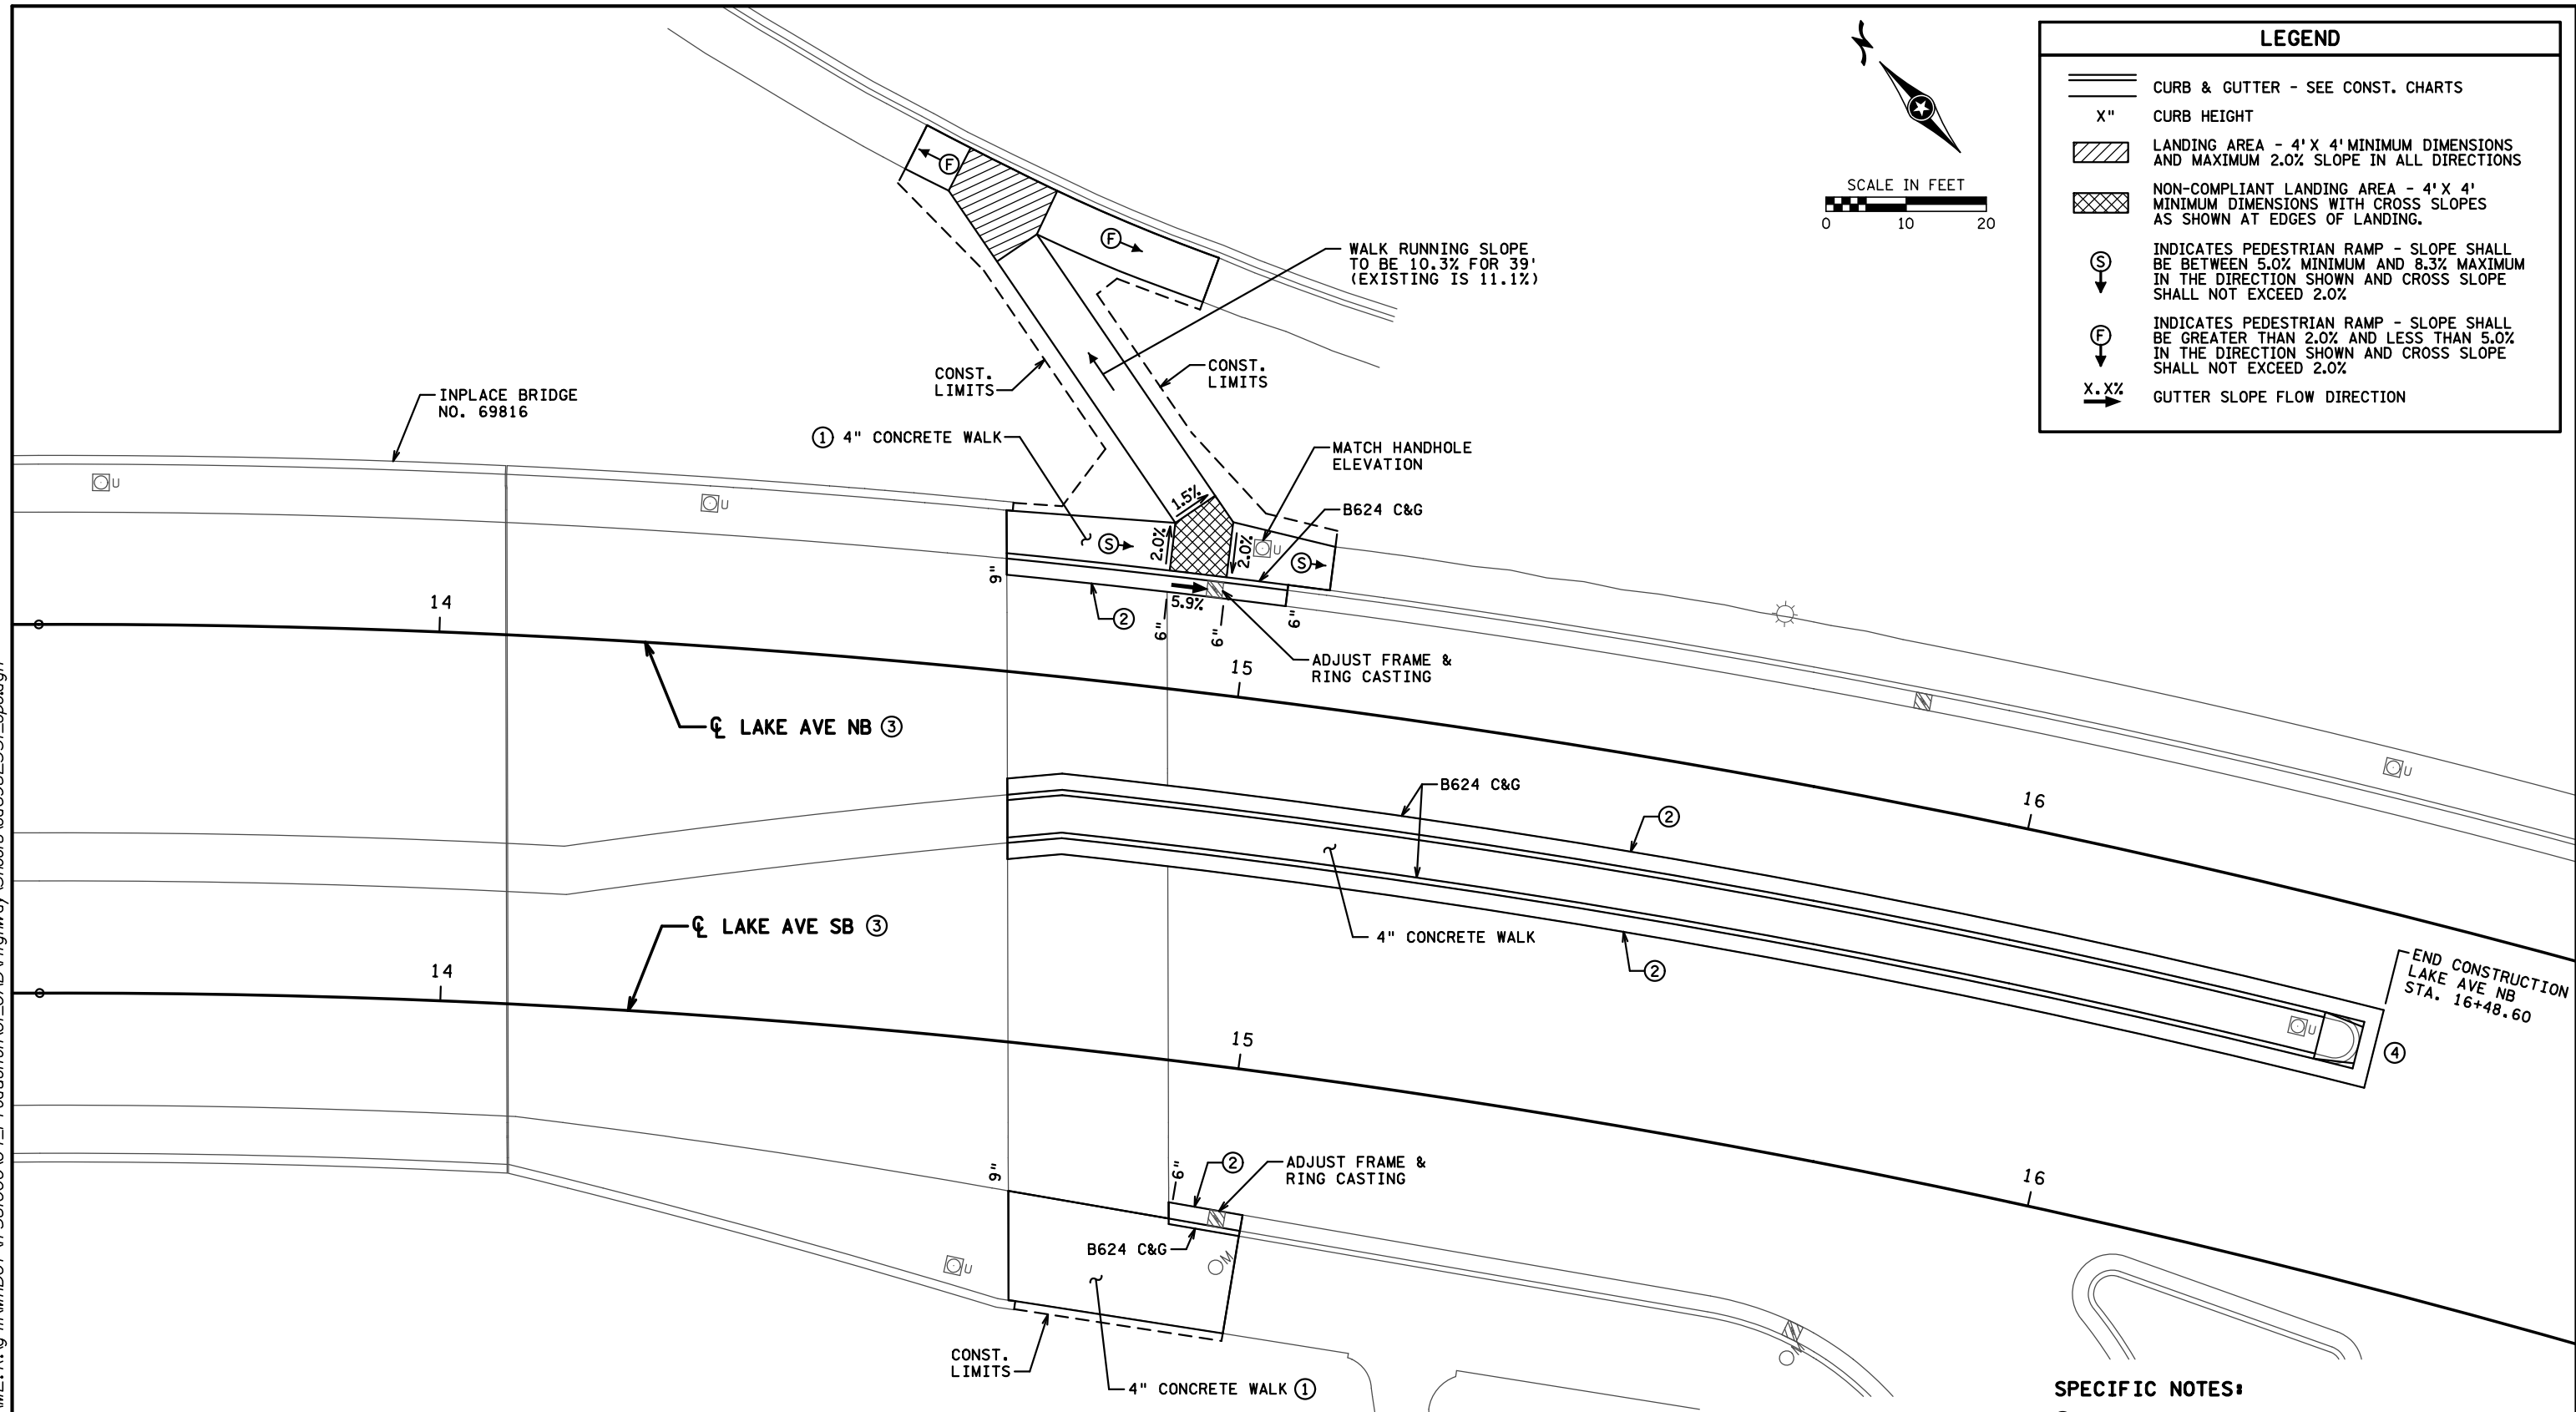 LEGEND
CURB & GUTTER - SEE CONST. CHARTS
X" CURB HEIGHT
LANDING AREA - 4' X 4' MINIMUM DIMENSIONS
AND MAXIMUM 2.0% SLOPE IN ALL DIRECTIONS
NON-COMPLIANT LANDING AREA - 4' X 4'
MINIMUM DIMENSIONS WITH CROSS SLOPES
AS SHOWN AT EDGES OF LANDING.
S INDICATES PEDESTRIAN RAMP - SLOPE SHALL
BE BETWEEN 5.0% MINIMUM AND 8.3% MAXIMUM
IN THE DIRECTION SHOWN AND CROSS SLOPE
SHALL NOT EXCEED 2.0%
F INDICATES PEDESTRIAN RAMP - SLOPE SHALL
BE GREATER THAN 2.0% AND LESS THAN 5.0%
IN THE DIRECTION SHOWN AND CROSS SLOPE
SHALL NOT EXCEED 2.0%
X.X% GUTTER SLOPE FLOW DIRECTION
SCALE IN FEET
0 10 20
F
F
WALK RUNNING SLOPE
TO BE 10.3% FOR 39'
(EXISTING IS 11.1%)
CONST.
LIMITS
CONST.
LIMITS
INPLACE BRIDGE
NO. 69816
① 4" CONCRETE WALK
MATCH HANDHOLE
ELEVATION
B624 C&G
U
U
U
1.5%
2.0%
2.0%
S
S
9"
5.9%
6"
6"
6"
②
ADJUST FRAME &
RING CASTING
14
15
16
℄ LAKE AVE NB ③
U
B624 C&G
②
4" CONCRETE WALK
②
℄ LAKE AVE SB ③
14
15
16
END CONSTRUCTION
LAKE AVE NB
STA. 16+48.60
U
④
9"
6"
②
ADJUST FRAME &
RING CASTING
B624 C&G
M
U
M
CONST.
LIMITS
4" CONCRETE WALK ①
SPECIFIC NOTES: